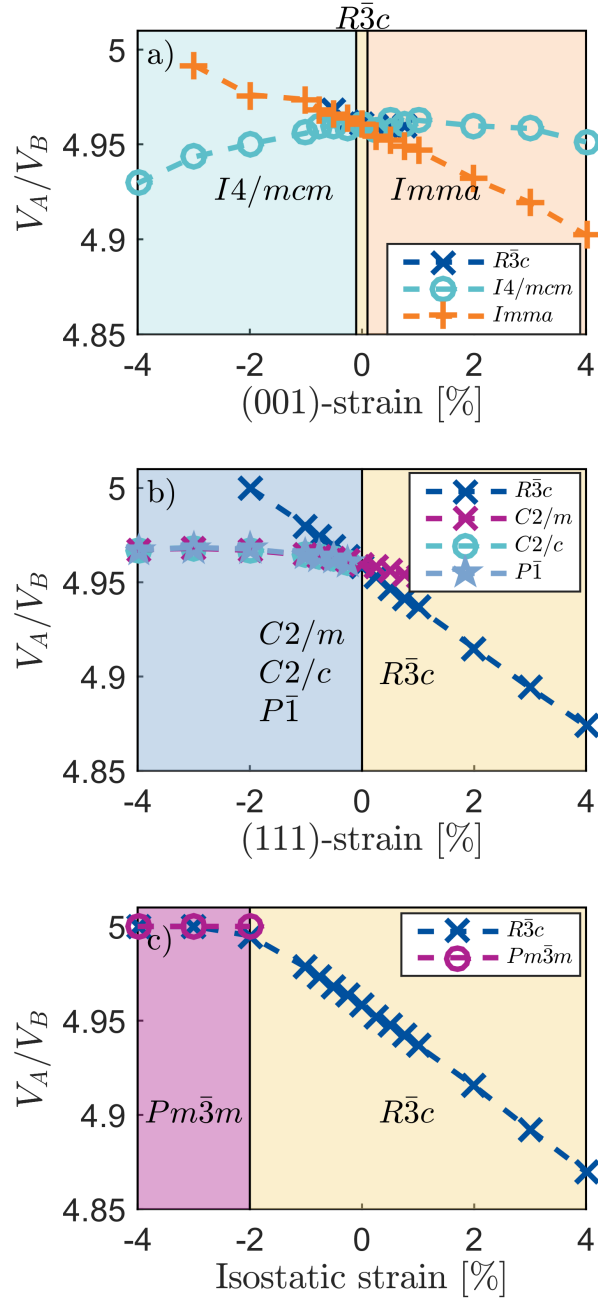 R3̄c
a)
5
4.95
4.9
4.85
V_A/V_B
I4/mcm
Imma
R3̄c
I4/mcm
Imma
-4 -2 0 2 4
(001)-strain [%]
b)
5
4.95
4.9
4.85
V_A/V_B
R3̄c
C2/m
C2/c
P1̄
C2/m
C2/c
P1̄
R3̄c
-4 -2 0 2 4
(111)-strain [%]
c)
5
4.95
4.9
4.85
V_A/V_B
R3̄c
Pm3̄m
Pm3̄m
R3̄c
-4 -2 0 2 4
Isostatic strain [%]